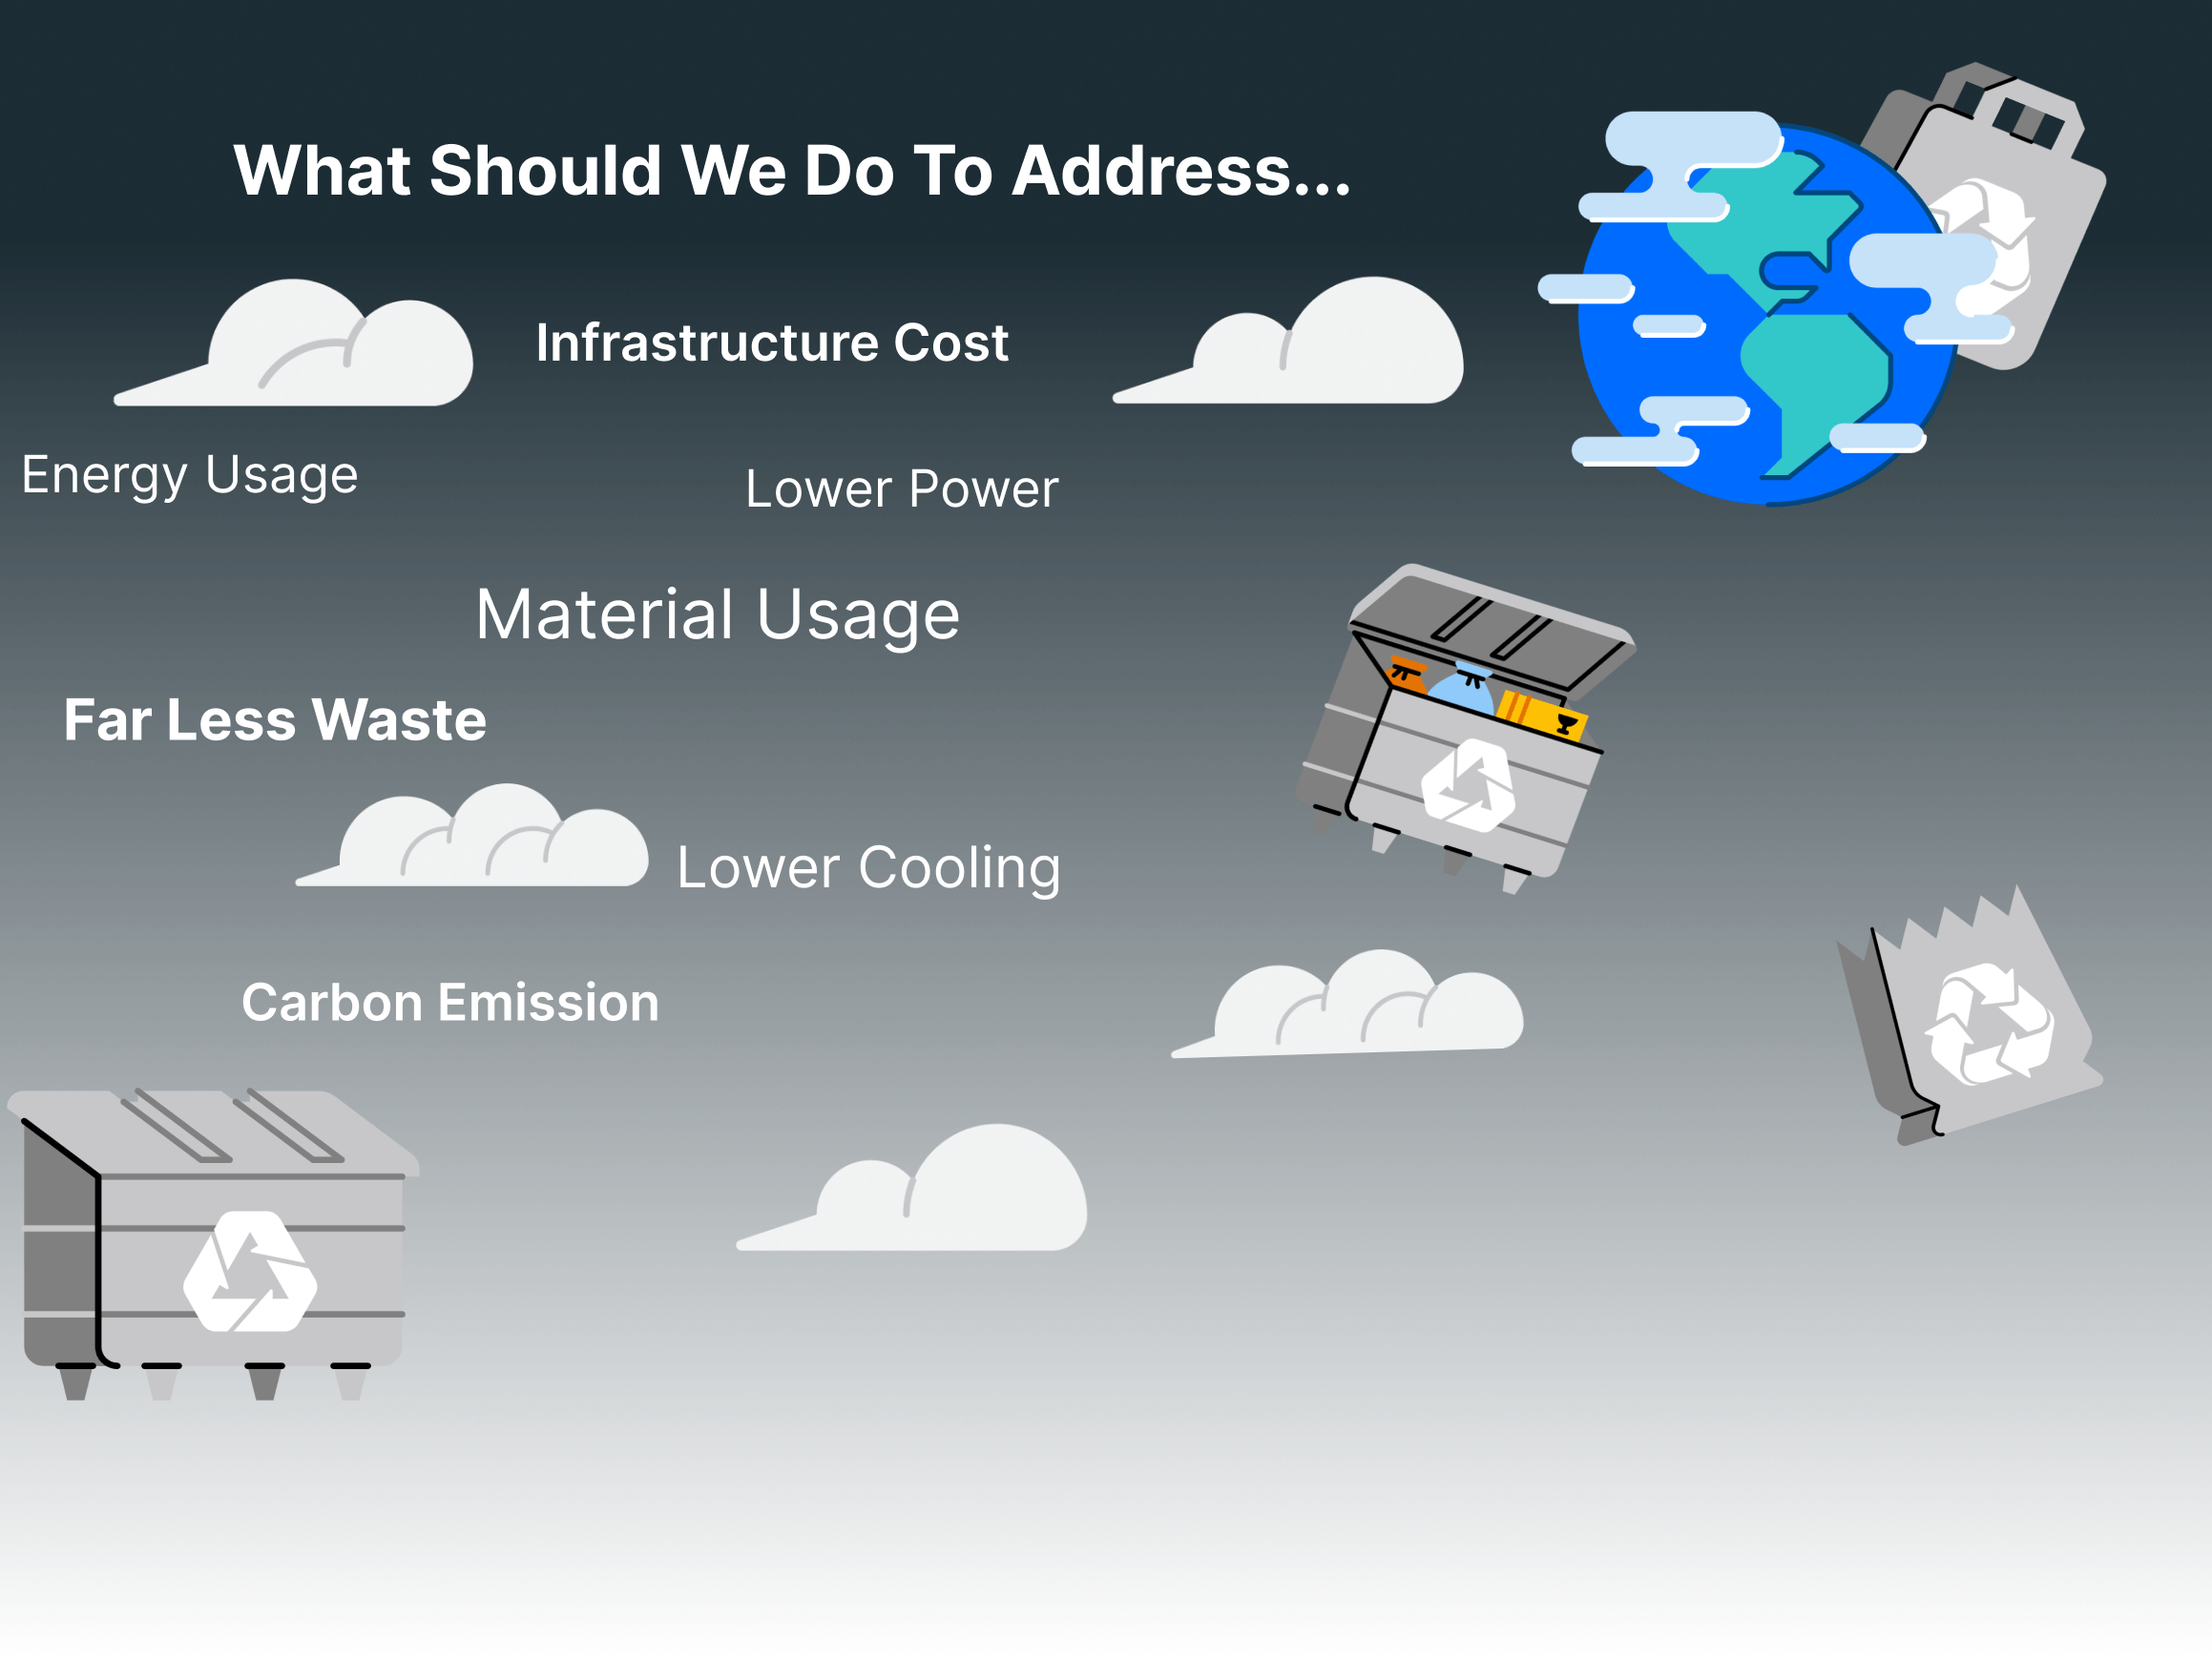 What Should We Do To Address...
Infrastructure Cost
Energy Usage
Lower Power
Material Usage
Far Less Waste
Lower Cooling
Carbon Emission